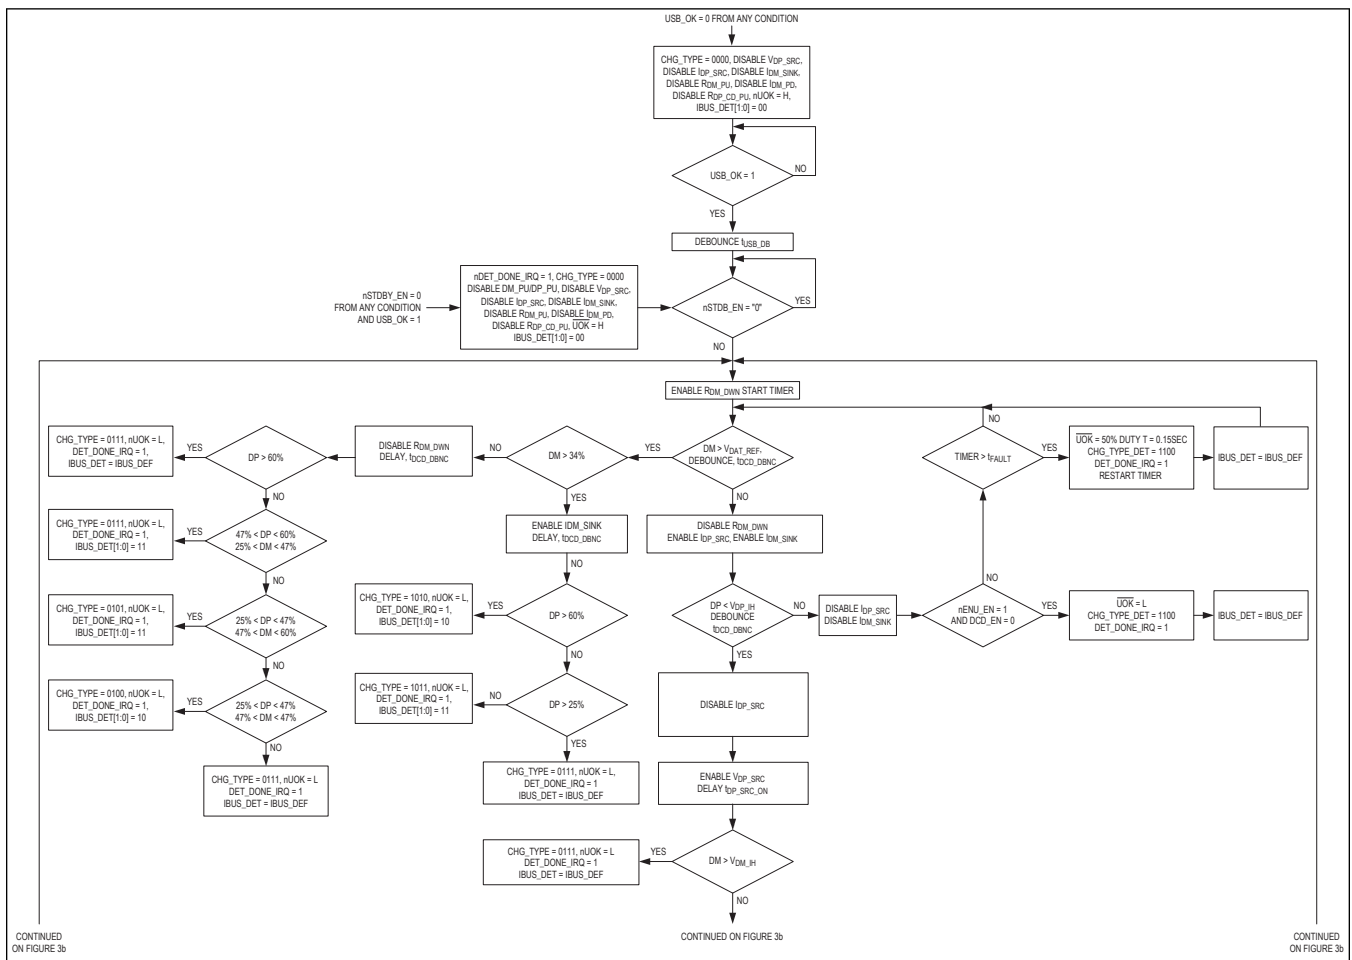 USB_OK = 0 FROM ANY CONDITION
CHG_TYPE = 0000, DISABLE VDP_SRC,
DISABLE IDP_SRC, DISABLE IDM_SINK,
DISABLE RDM_PU, DISABLE IDM_PD,
DISABLE RDP_CD_PU, nUOK = H,
IBUS_DET[1:0] = 00
USB_OK = 1
NO
YES
DEBOUNCE tUSB_DB
nSTDBY_EN = 0
FROM ANY CONDITION
AND USB_OK = 1
nDET_DONE_IRQ = 1, CHG_TYPE = 0000
DISABLE DM_PU/DP_PU, DISABLE VDP_SRC,
DISABLE IDP_SRC, DISABLE IDM_SINK,
DISABLE RDM_PU, DISABLE IDM_PD,
DISABLE RDP_CD_PU, UOK = H
IBUS_DET[1:0] = 00
nSTDB_EN = "0"
YES
NO
ENABLE RDM_DWN START TIMER
CHG_TYPE = 0111, nUOK = L,
DET_DONE_IRQ = 1,
IBUS_DET = IBUS_DEF
YES
DP > 60%
DISABLE RDM_DWN
DELAY, tDCD_DBNC
NO
DM > 34%
YES
DM > VDAT_REF,
DEBOUNCE, tDCD_DBNC
TIMER > tFAULT
NO
YES
UOK = 50% DUTY T = 0.15SEC
CHG_TYPE_DET = 1100
DET_DONE_IRQ = 1
RESTART TIMER
IBUS_DET = IBUS_DEF
NO
YES
NO
CHG_TYPE = 0111, nUOK = L,
DET_DONE_IRQ = 1,
IBUS_DET[1:0] = 11
YES
47% < DP < 60%
25% < DM < 47%
ENABLE IDM_SINK
DELAY, tDCD_DBNC
DISABLE RDM_DWN
ENABLE IDP_SRC, ENABLE IDM_SINK
NO
NO
NO
NO
CHG_TYPE = 0101, nUOK = L,
DET_DONE_IRQ = 1,
IBUS_DET[1:0] = 11
YES
25% < DP < 47%
47% < DM < 60%
CHG_TYPE = 1010, nUOK = L,
DET_DONE_IRQ = 1,
IBUS_DET[1:0] = 10
YES
DP > 60%
DP < VDP_IH
DEBOUNCE
tDCD_DBNC
NO
DISABLE IDP_SRC
DISABLE IDM_SINK
nENU_EN = 1
AND DCD_EN = 0
YES
UOK = L
CHG_TYPE_DET = 1100
DET_DONE_IRQ = 1
IBUS_DET = IBUS_DEF
NO
NO
YES
CHG_TYPE = 0100, nUOK = L,
DET_DONE_IRQ = 1,
IBUS_DET[1:0] = 10
YES
25% < DP < 47%
47% < DM < 47%
CHG_TYPE = 1011, nUOK = L,
DET_DONE_IRQ = 1,
IBUS_DET[1:0] = 11
NO
DP > 25%
DISABLE IDP_SRC
NO
YES
CHG_TYPE = 0111, nUOK = L
DET_DONE_IRQ = 1
IBUS_DET = IBUS_DEF
CHG_TYPE = 0111, nUOK = L,
DET_DONE_IRQ = 1
IBUS_DET = IBUS_DEF
ENABLE VDP_SRC
DELAY tDP_SRC_ON
CHG_TYPE = 0111, nUOK = L
DET_DONE_IRQ = 1
IBUS_DET = IBUS_DEF
YES
DM > VDM_IH
NO
CONTINUED
ON FIGURE 3b
CONTINUED ON FIGURE 3b
CONTINUED
ON FIGURE 3b